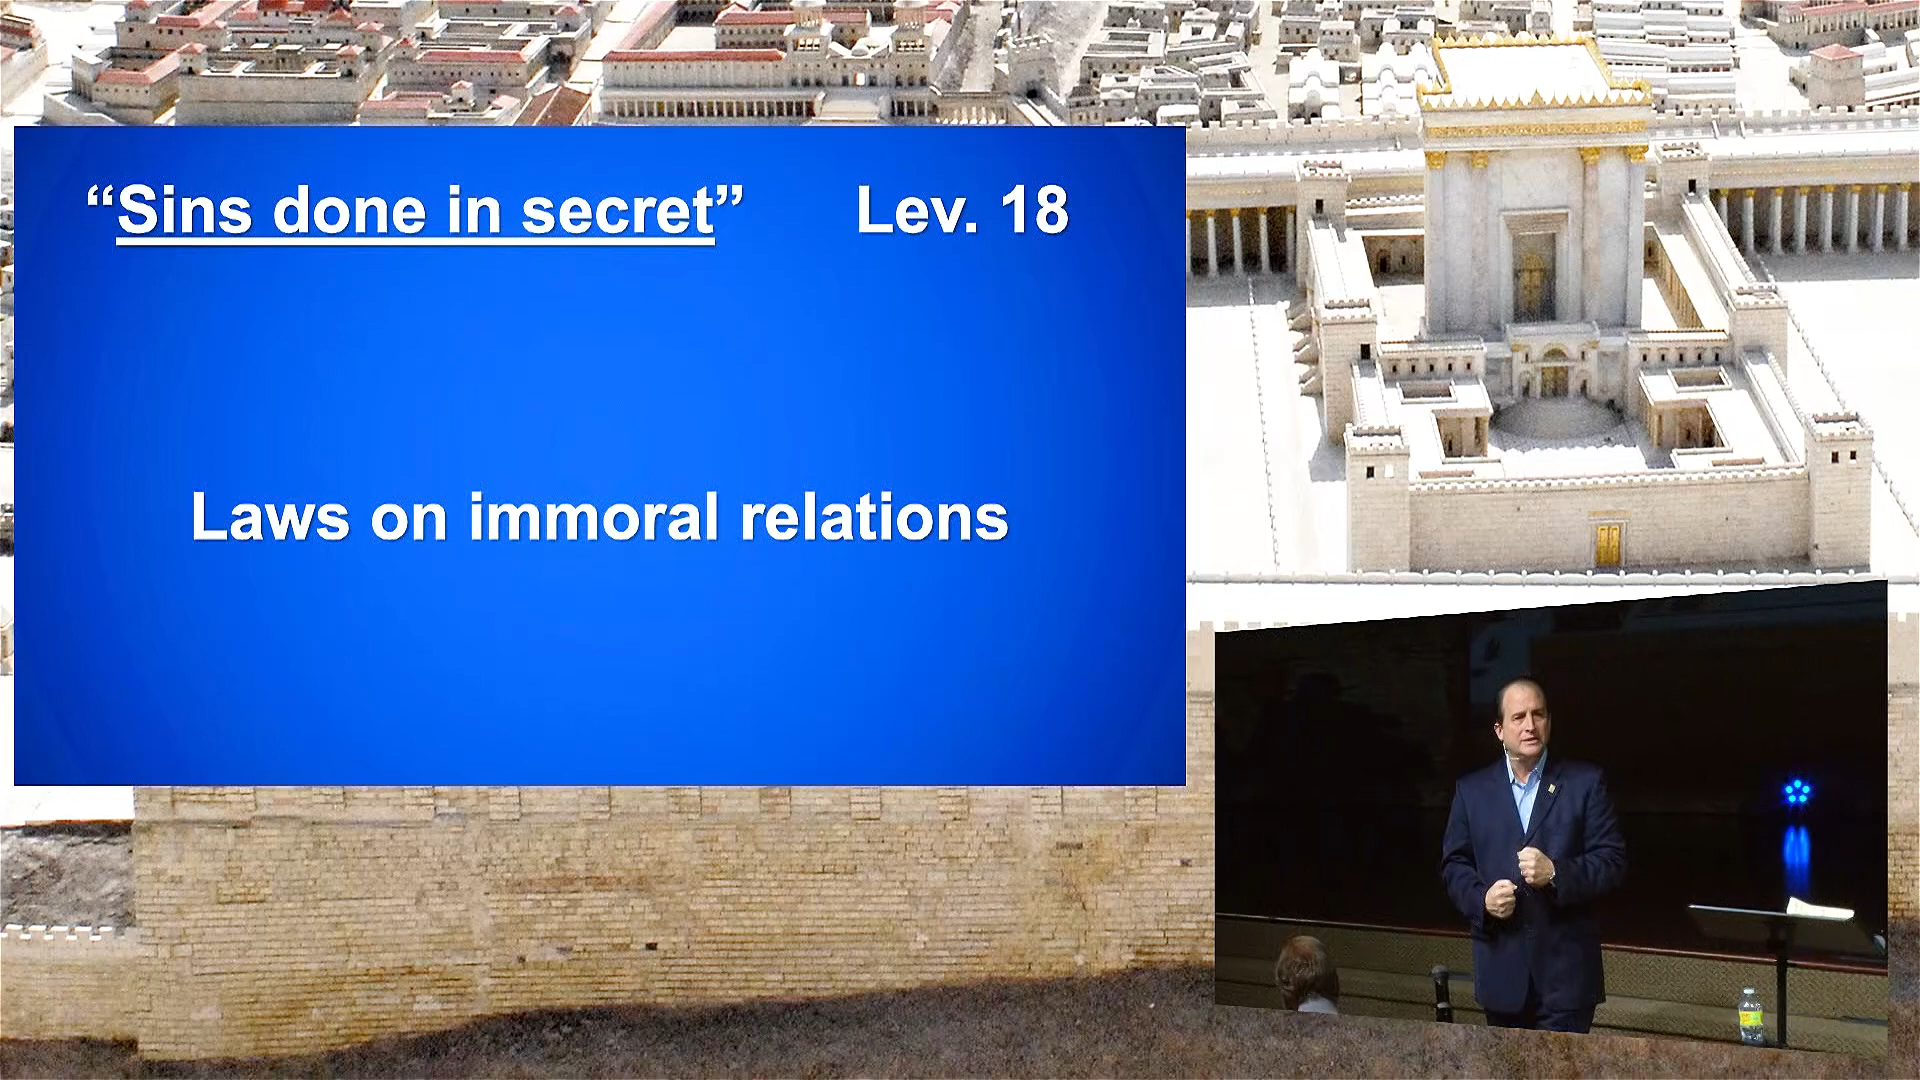 “Sins done in secret” Lev. 18
Laws on immoral relations